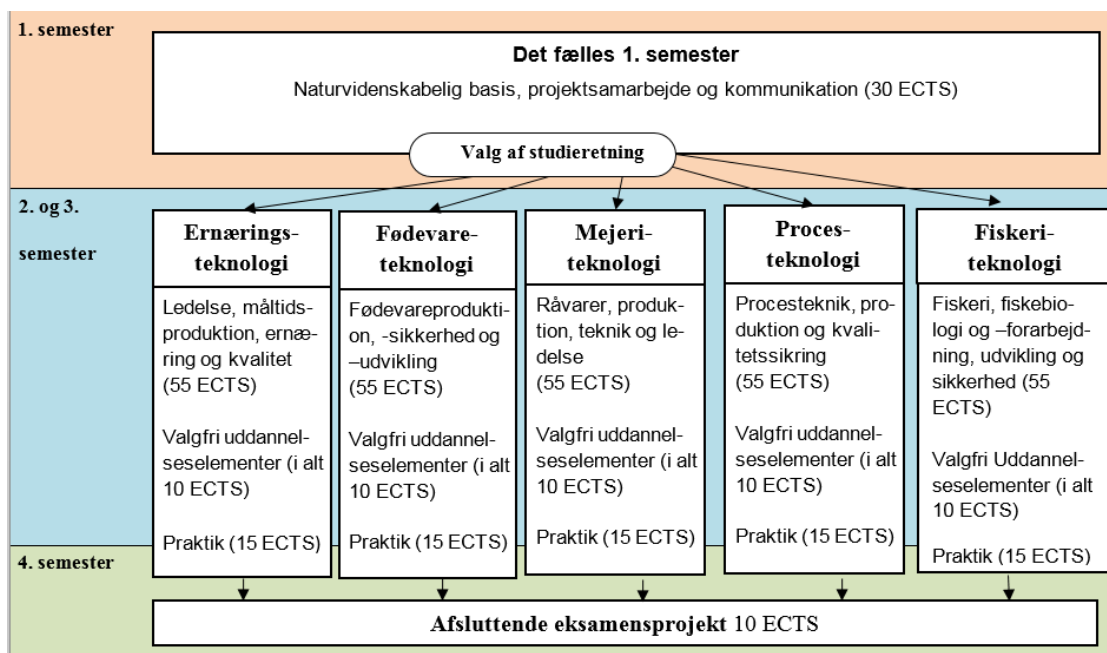 1. semester
Det fælles 1. semester
Naturvidenskabelig basis, projektsamarbejde og kommunikation (30 ECTS)
Valg af studieretning
2. og 3.
semester
Ernærings-
teknologi
Ledelse, måltids-
produktion, ernæ-
ring og kvalitet
(55 ECTS)
Valgfri uddannel-
seselementer (i alt
10 ECTS)
Praktik (15 ECTS)
Fødevare-
teknologi
Fødevareprodukti-
on, -sikkerhed og
–udvikling
(55 ECTS)
Valgfri uddannel-
seselementer (i alt
10 ECTS)
Praktik (15 ECTS)
Mejeri-
teknologi
Råvarer, produk-
tion, teknik og le-
delse
(55 ECTS)
Valgfri uddannel-
seselementer (i alt
10 ECTS)
Praktik (15 ECTS)
Proces-
teknologi
Procesteknik, pro-
duktion og kvali-
tetssikring
(55 ECTS)
Valgfri uddannel-
seselementer (i alt
10 ECTS)
Praktik (15 ECTS)
Fiskeri-
teknologi
Fiskeri, fiskebio-
logi og –forarbejd-
ning, udvikling og
sikkerhed (55
ECTS)
Valgfri Uddannel-
seselementer (i alt
10 ECTS)
Praktik (15 ECTS)
4. semester
Afsluttende eksamensprojekt 10 ECTS